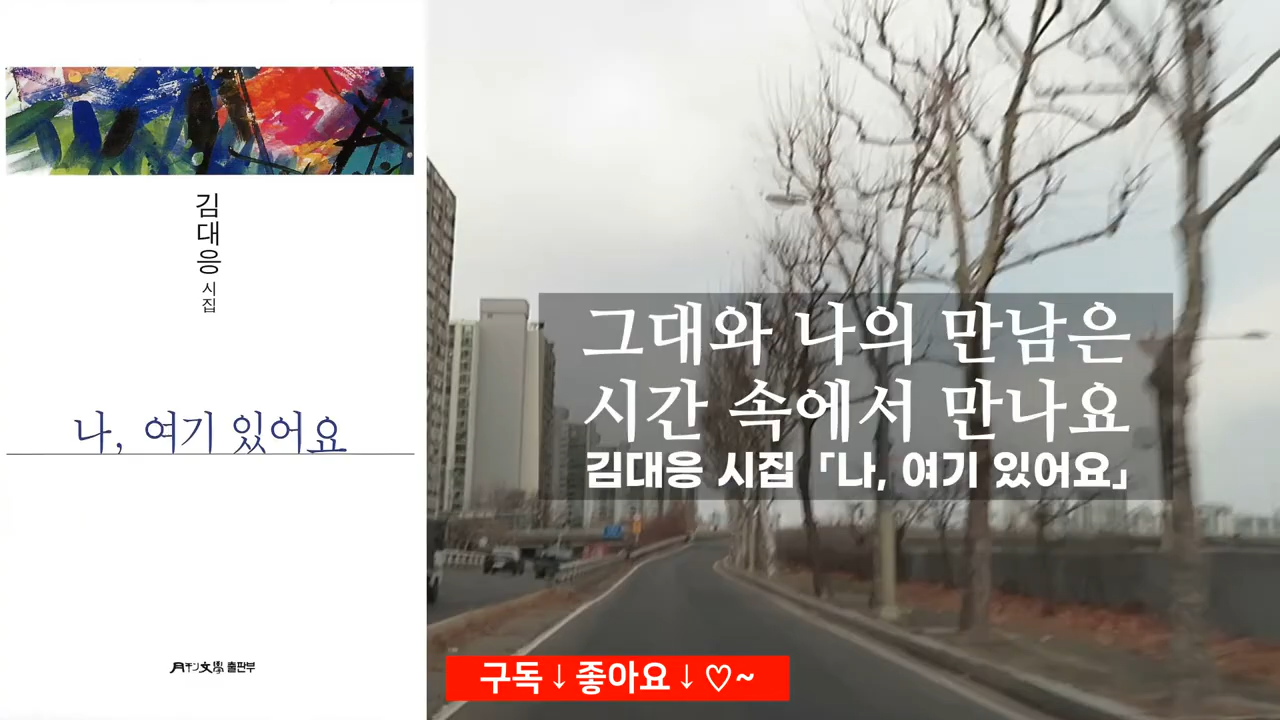 김대응 시집
나, 여기 있어요
月刊文學 출판부
그대와 나의 만남은
시간 속에서 만나요
김대응 시집 「나, 여기 있어요」
구독↓좋아요↓♡~